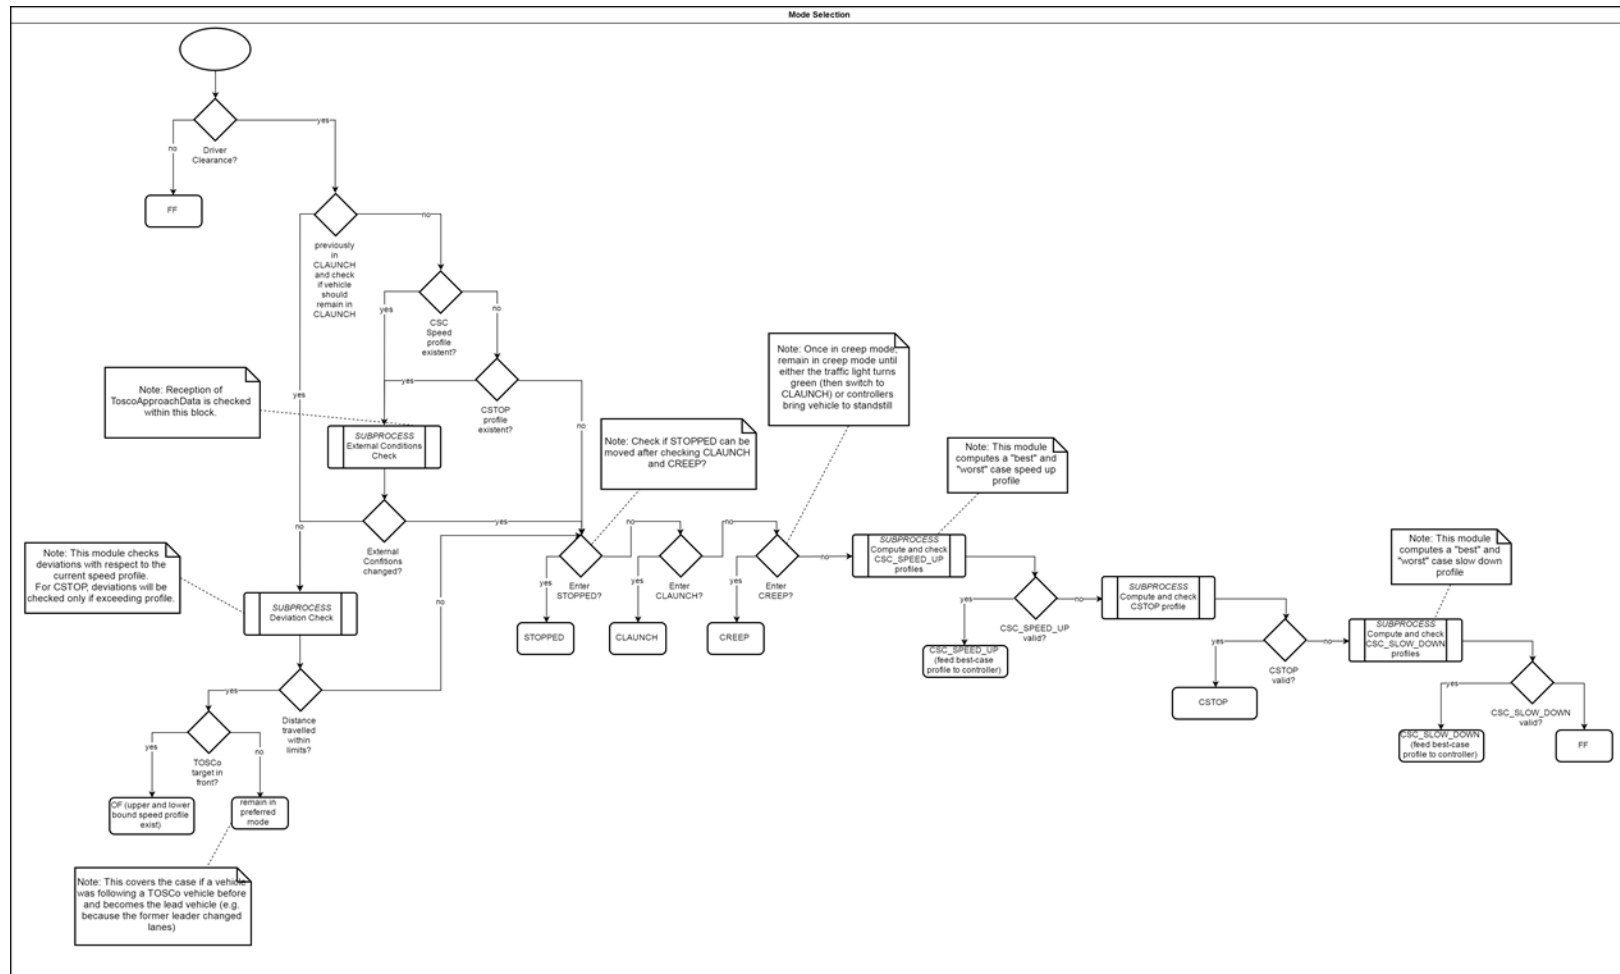 Mode Selection
Driver
Clearance?
no
yes
FF
previously
in
CLAUNCH
and check
if vehicle
should
remain in
CLAUNCH
yes
no
CSC
Speed
profile
existent?
yes
no
CSTOP
profile
existent?
yes
no
Note: Reception of
ToscoApproachData is checked
within this block.
SUBPROCESS
External Conditions
Check
External
Conftions
changed?
yes
no
Note: This module checks
deviations with respect to the
current speed profile.
For CSTOP, deviations will be
checked only if exceeding profile.
SUBPROCESS
Deviation Check
Distance
travelled
within
limits?
yes
no
TOSCo
target in
front?
yes
no
OF (upper and lower
bound speed profile
exist)
remain in
preferred
mode
Note: This covers the case if a vehicle
was following a TOSCo vehicle before
and becomes the lead vehicle (e.g.
because the former leader changed
lanes)
Note: Check if STOPPED can be
moved after checking CLAUNCH
and CREEP?
Enter
STOPPED?
yes
no
STOPPED
Enter
CLAUNCH?
yes
no
CLAUNCH
Note: Once in creep mode,
remain in creep mode until
either the traffic light turns
green (then switch to
CLAUNCH) or controllers
bring vehicle to standstill
Enter
CREEP?
yes
no
CREEP
Note: This module
computes a "best" and
"worst" case speed up
profile
SUBPROCESS
Compute and check
CSC_SPEED_UP
profiles
CSC_SPEED_UP
valid?
yes
no
CSC_SPEED_UP
(feed best-case
profile to controller)
SUBPROCESS
Compute and check
CSTOP profile
CSTOP
valid?
yes
no
CSTOP
Note: This module
computes a "best" and
"worst" case slow down
profile
SUBPROCESS
Compute and check
CSC_SLOW_DOWN
profiles
CSC_SLOW_DOWN
valid?
yes
CSC_SLOW_DOWN
(feed best-case
profile to controller)
no
FF